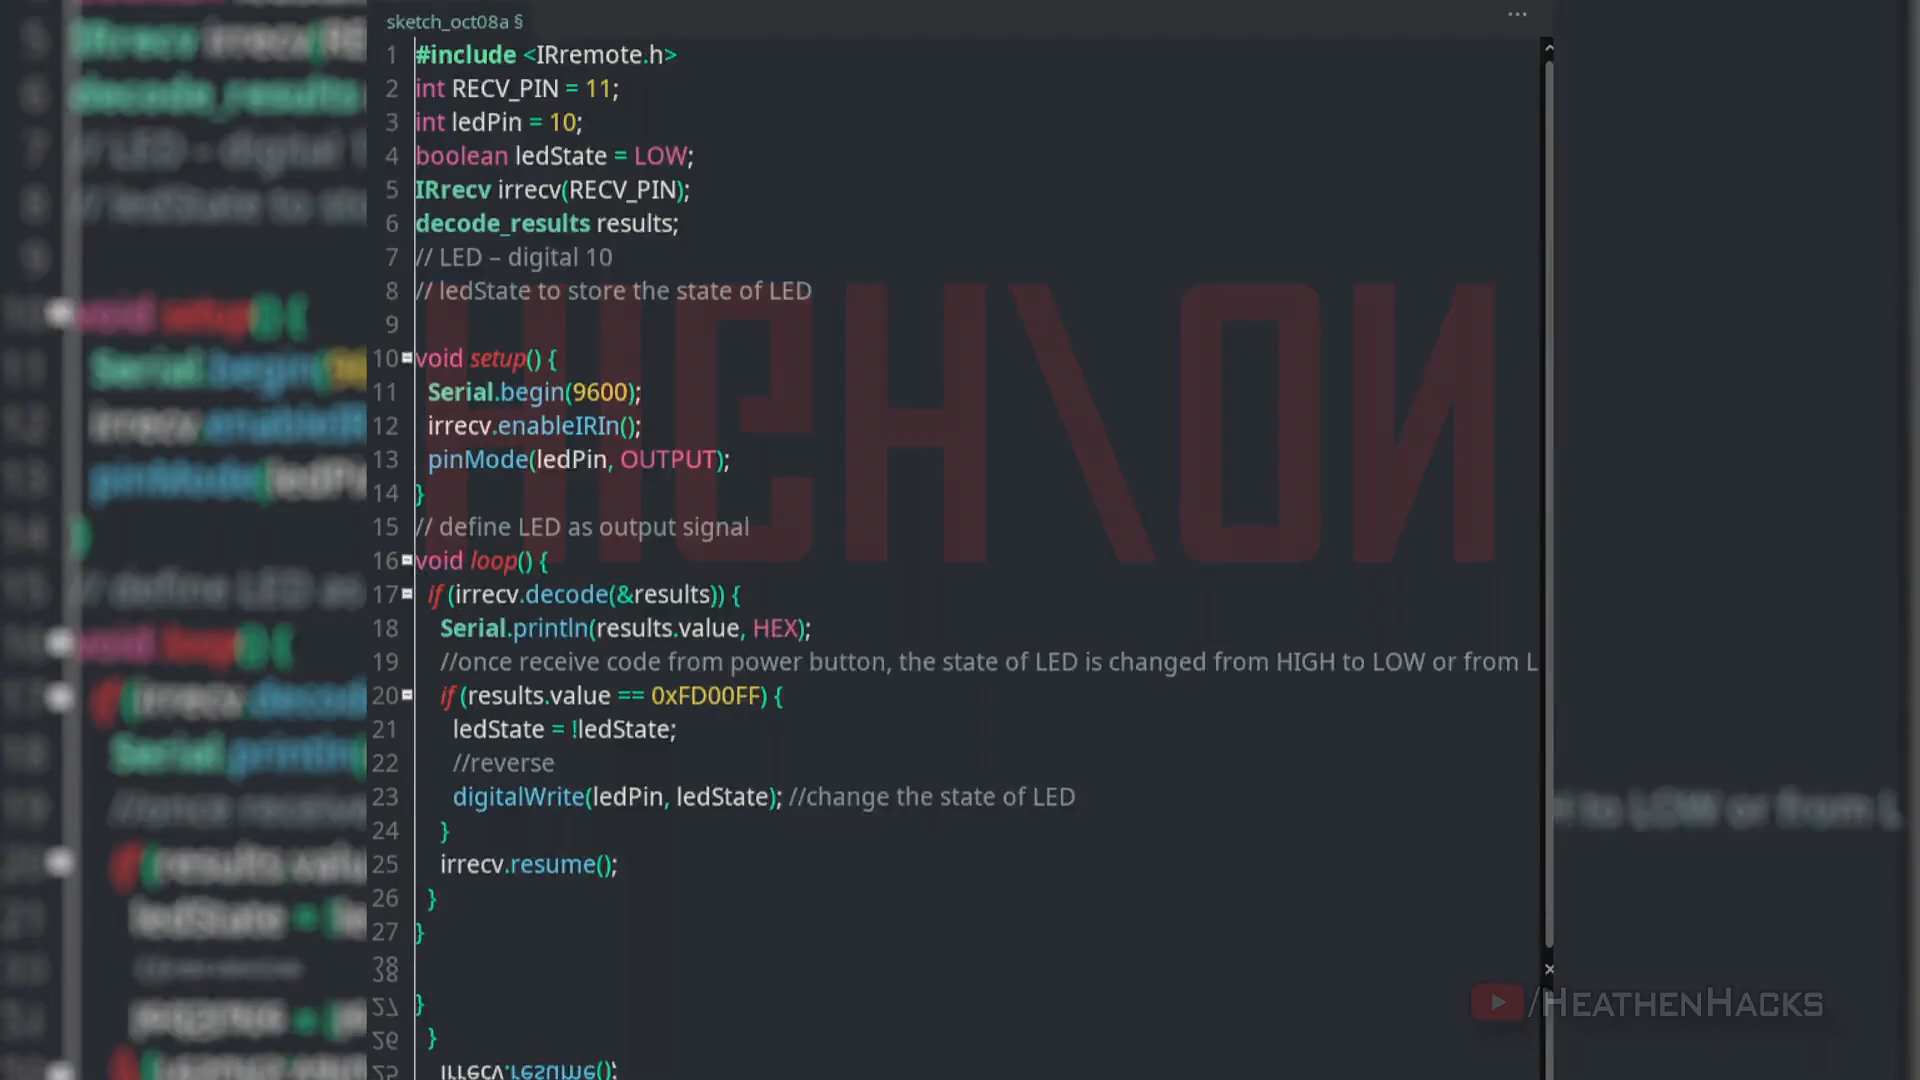 sketch_oct08a §
1 #include <IRremote.h>
2 int RECV_PIN = 11;
3 int ledPin = 10;
4 boolean ledState = LOW;
5 IRrecv irrecv(RECV_PIN);
6 decode_results results;
7 // LED – digital 10
8 // ledState to store the state of LED
9
10 void setup() {
11 Serial.begin(9600);
12 irrecv.enableIRIn();
13 pinMode(ledPin, OUTPUT);
14 }
15 // define LED as output signal
16 void loop() {
17 if (irrecv.decode(&results)) {
18 Serial.println(results.value, HEX);
19 //once receive code from power button, the state of LED is changed from HIGH to LOW or from L
20 if (results.value == 0xFD00FF) {
21 ledState = !ledState;
22 //reverse
23 digitalWrite(ledPin, ledState); //change the state of LED
24 }
25 irrecv.resume();
26 }
27 }
28
27 }
26 }
25 irrecv.resume();
/HEATHENHACKS